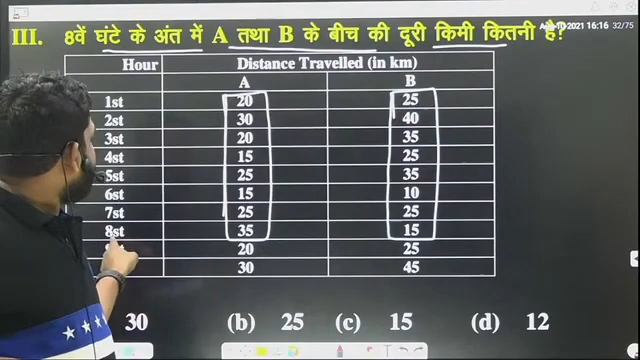 III. 8वें घंटे के अंत में A तथा B के बीच की दूरी किमी कितनी है?
2021 16:16 32/75
Hour Distance Travelled (in km)
A B
1st 20 25
2st 30 40
3st 20 35
4st 15 25
5st 25 35
6st 15 10
7st 25 25
8st 35 15
20 25
30 45
30 (b) 25 (c) 15 (d) 12